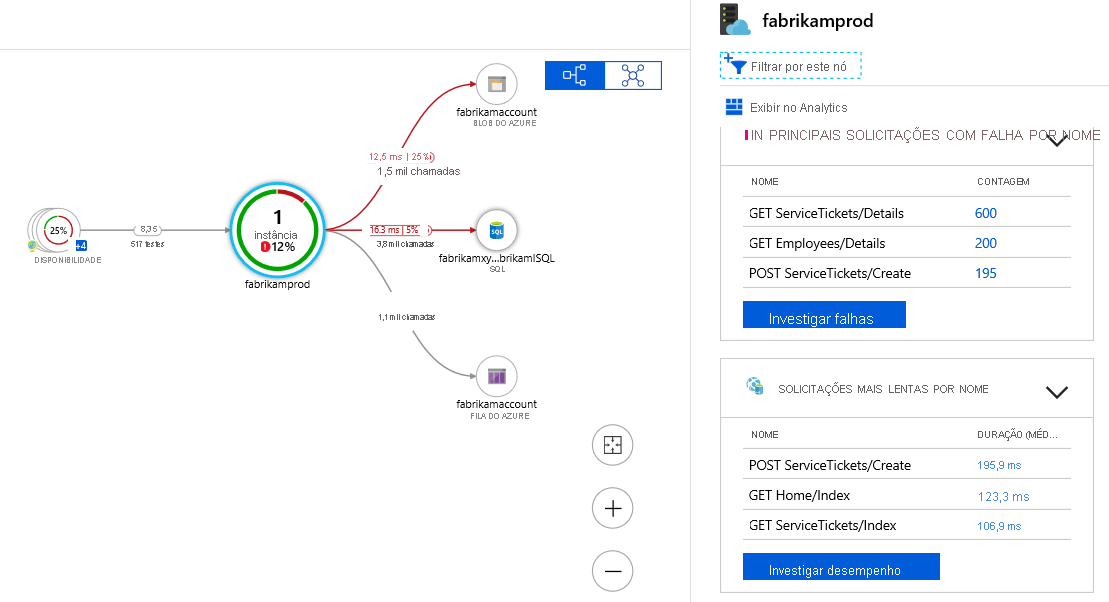 fabrikamaccount
BLOB DO AZURE
12,5 ms | 25%
1,5 mil chamadas
25%
+4
DISPONIBILIDADE
8,35
517 testes
1
instância
12%
fabrikamprod
16.3 ms | 5%
3,8 mil chamadas
SQL
fabrikamxy...brikamISQL
SQL
1,1 mil chamadas
fabrikamaccount
FILA DO AZURE
fabrikamprod
Filtrar por este nó
Exibir no Analytics
IN PRINCIPAIS SOLICITAÇÕES COM FALHA POR NOME
NOME CONTAGEM
GET ServiceTickets/Details 600
GET Employees/Details 200
POST ServiceTickets/Create 195
Investigar falhas
SOLICITAÇÕES MAIS LENTAS POR NOME
NOME DURAÇÃO (MÉD...
POST ServiceTickets/Create 195,9 ms
GET Home/Index 123,3 ms
GET ServiceTickets/Index 106,9 ms
Investigar desempenho